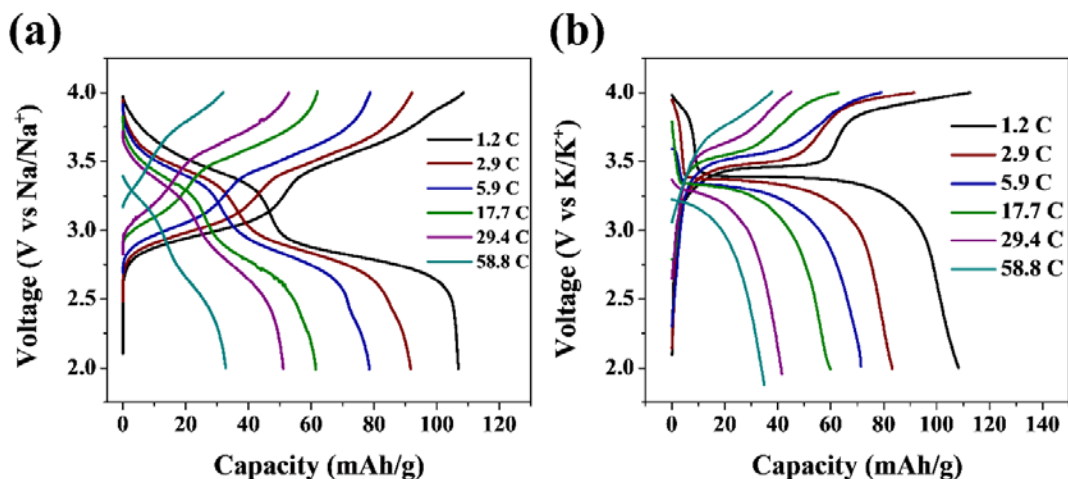 (a)
Voltage (V vs Na/Na⁺)
4.0
3.5
3.0
2.5
2.0
1.2 C
2.9 C
5.9 C
17.7 C
29.4 C
58.8 C
0 20 40 60 80 100 120
Capacity (mAh/g)
(b)
Voltage (V vs K/K⁺)
4.0
3.5
3.0
2.5
2.0
1.2 C
2.9 C
5.9 C
17.7 C
29.4 C
58.8 C
0 20 40 60 80 100 120 140
Capacity (mAh/g)